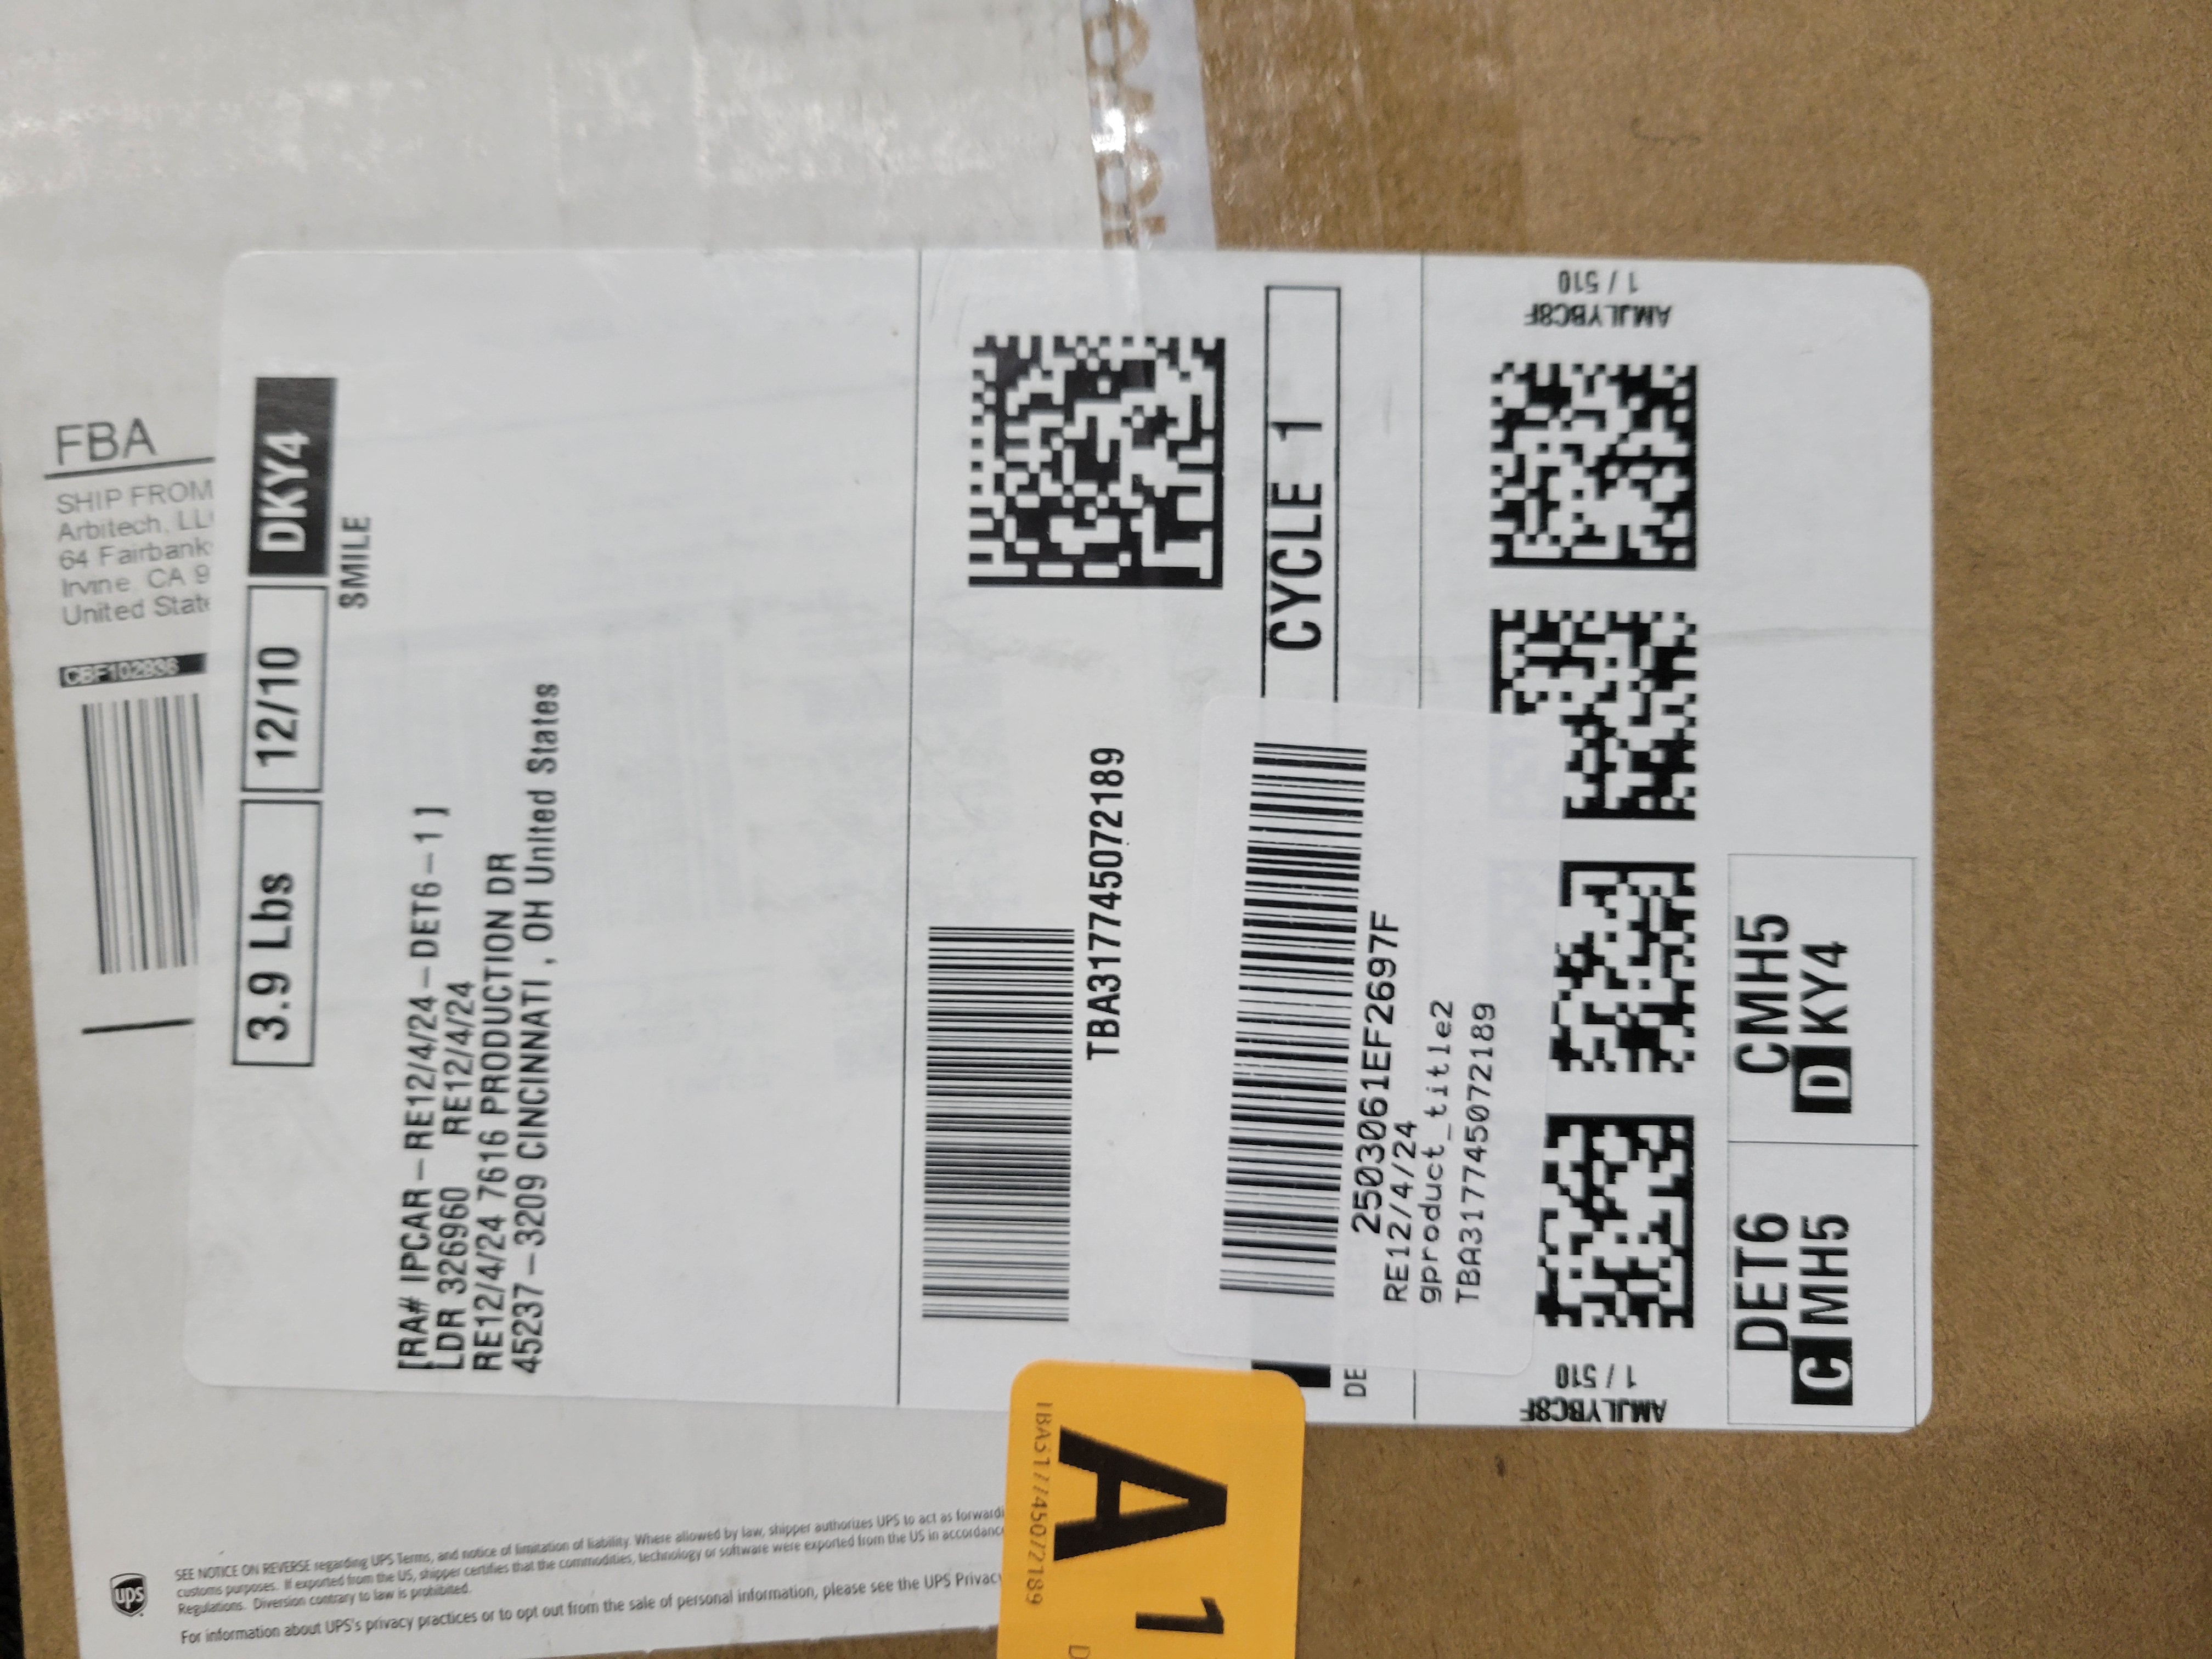 FBA
SHIP FROM
Arbitech, LL
64 Fairbank
Irvine, CA 9
United State
CBF102936
3.9 Lbs
12/10
DKY4
SMILE
[RA# IPCAR-RE12/4/24-DET6-1 ]
LDR 326960 RE12/4/24
RE12/4/24 7616 PRODUCTION DR
45237-3209 CINCINNATI , OH United States
TBA317745072189
CYCLE 1
DE
2503061EF2697F
RE12/4/24
gproduct_title2
TBA317745072189
AMJLYBC8F
1 / 510
AMJLYBC8F
1 / 510
DET6
CMH5
CMH5
DKY4
TBA317745072189
A1
D
ups
SEE NOTICE ON REVERSE regarding UPS Terms, and notice of limitation of liability. Where allowed by law, shipper authorizes UPS to act as forwardi
customs purposes. If exported from the US, shipper certifies that the commodities, technology or software were exported from the US in accordanc
Regulations. Diversion contrary to law is prohibited.
For information about UPS's privacy practices or to opt out from the sale of personal information, please see the UPS Privacy